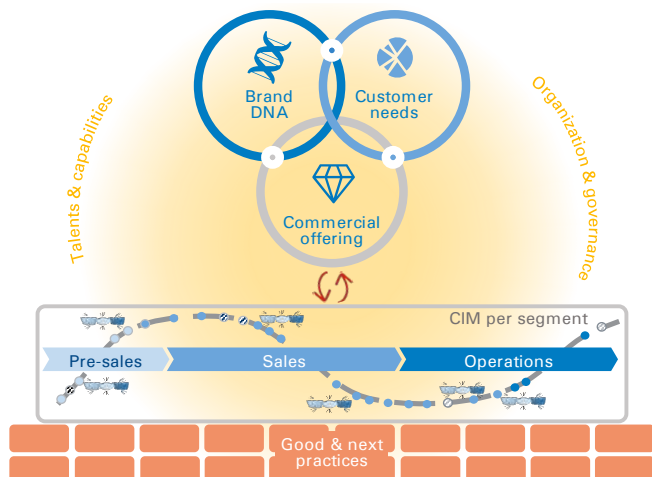 Brand
DNA
Customer
needs
Commercial
offering
Talents & capabilities
Organization & governance
CIM per segment
Pre-sales
Sales
Operations
Good & next
practices